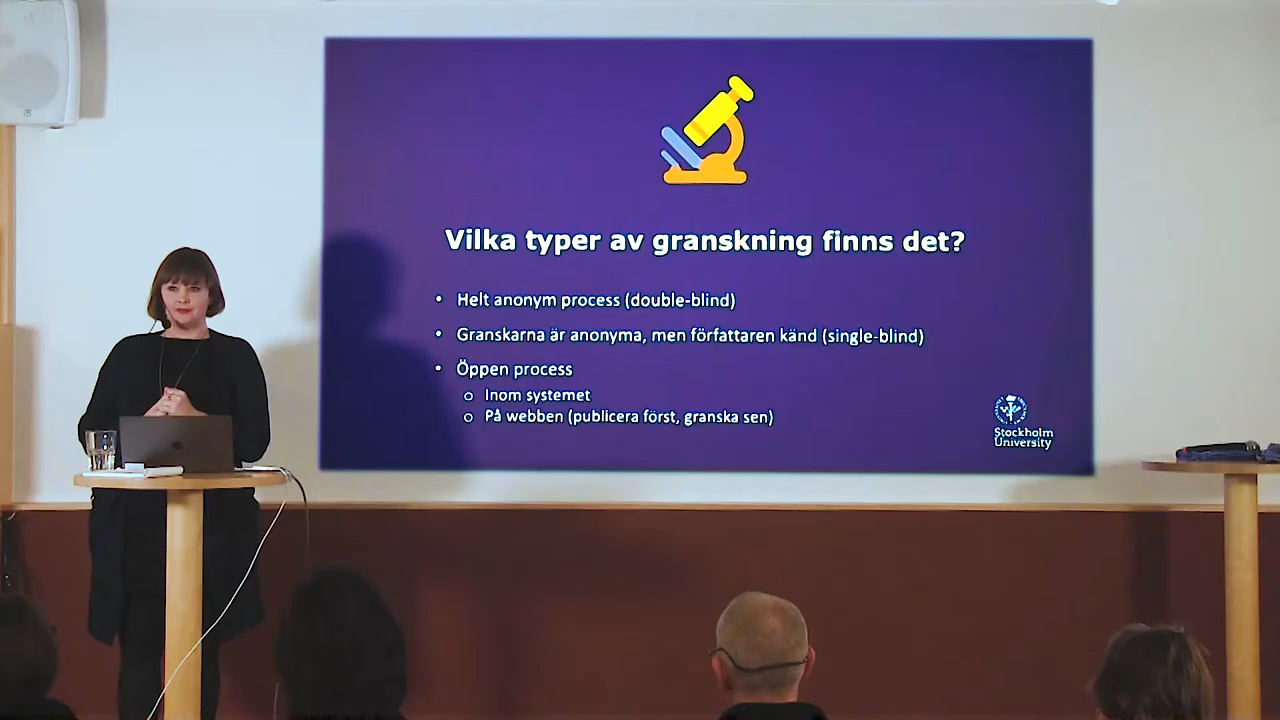 Vilka typer av granskning finns det?
• Helt anonym process (double-blind)
• Granskarna är anonyma, men författaren känd (single-blind)
• Öppen process
o Inom systemet
o På webben (publicera först, granska sen)
Stockholm
University